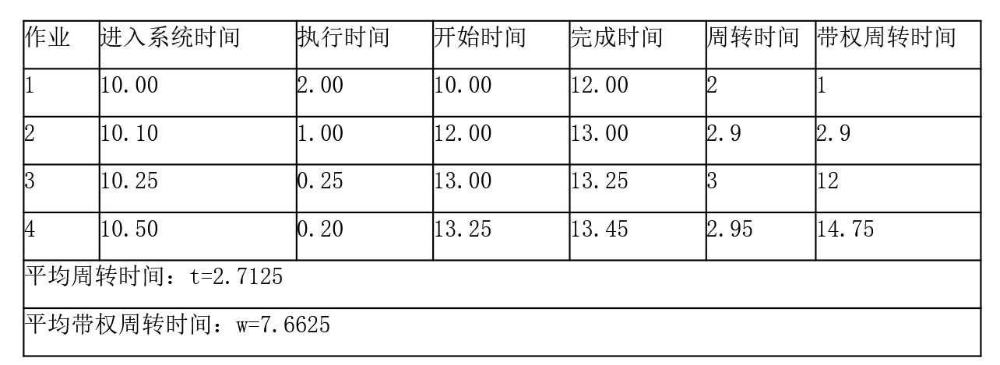 作业 进入系统时间 执行时间 开始时间 完成时间 周转时间 带权周转时间
1 10.00 2.00 10.00 12.00 2 1
2 10.10 1.00 12.00 13.00 2.9 2.9
3 10.25 0.25 13.00 13.25 3 12
4 10.50 0.20 13.25 13.45 2.95 14.75
平均周转时间：t=2.7125
平均带权周转时间：w=7.6625